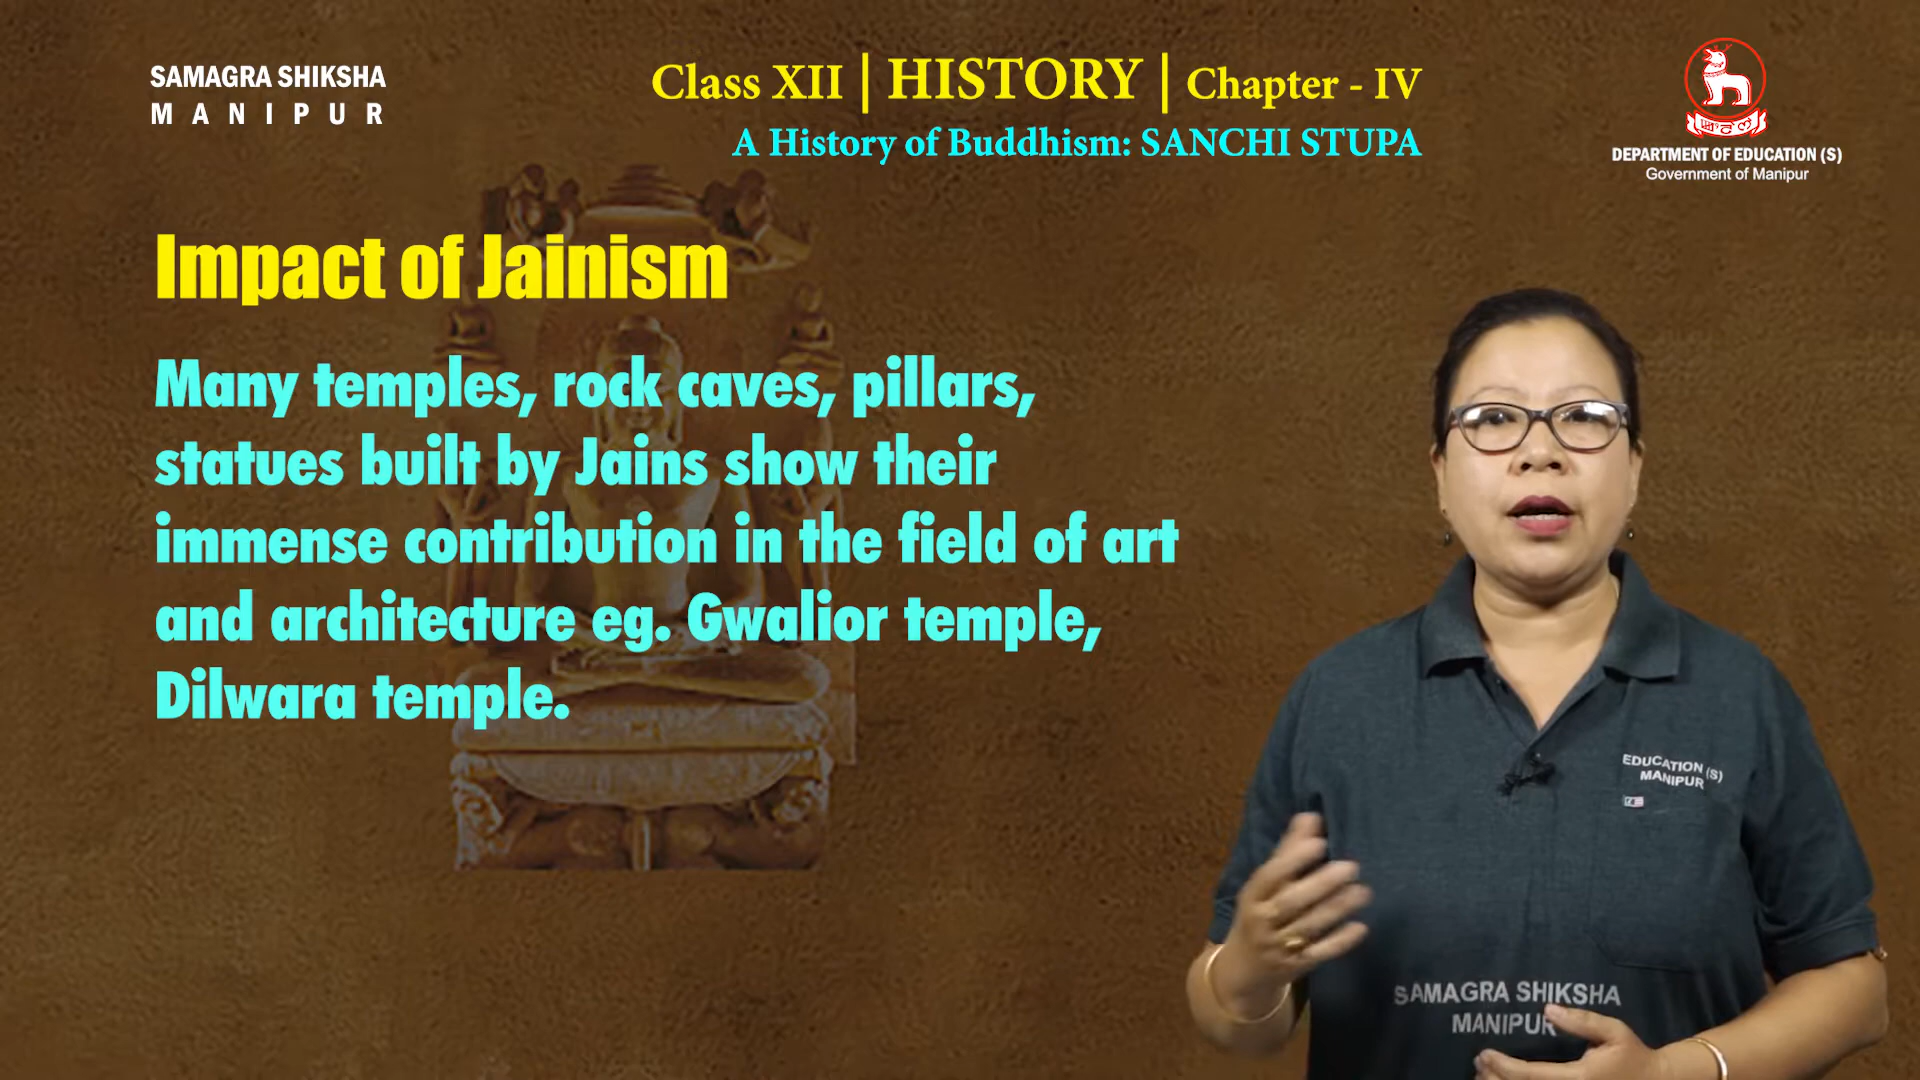 SAMAGRA SHIKSHA
MANIPUR
Class XII | HISTORY | Chapter - IV
A History of Buddhism: SANCHI STUPA
DEPARTMENT OF EDUCATION (S)
Government of Manipur
Impact of Jainism
Many temples, rock caves, pillars,
statues built by Jains show their
immense contribution in the field of art
and architecture eg. Gwalior temple,
Dilwara temple.
EDUCATION (S)
MANIPUR
SAMAGRA SHIKSHA
MANIPUR